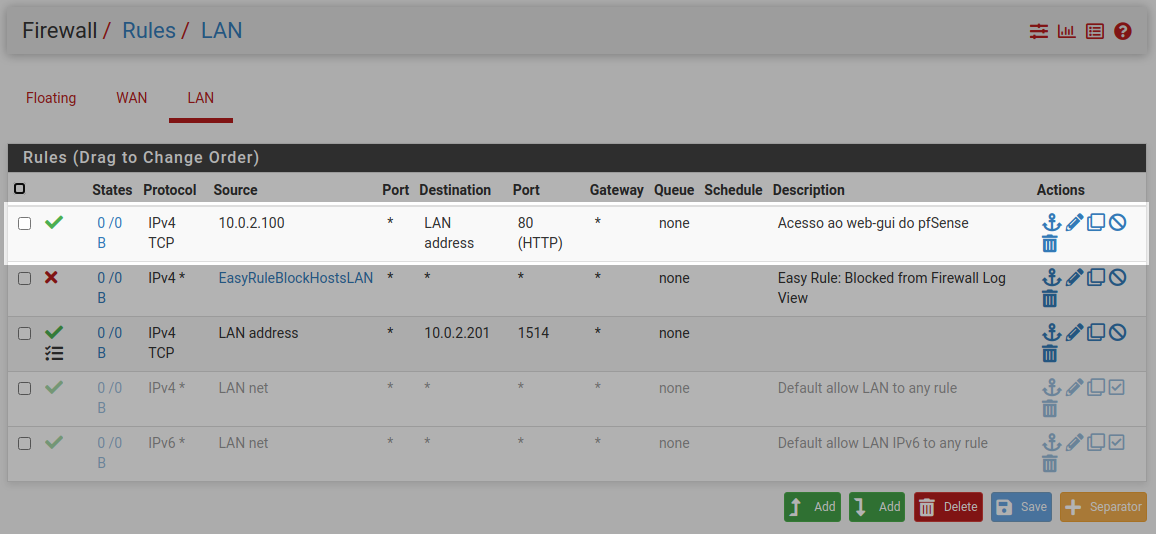 Firewall / Rules / LAN
Floating WAN LAN
Rules (Drag to Change Order)
States Protocol Source Port Destination Port Gateway Queue Schedule Description Actions
0 /0 IPv4 10.0.2.100 * LAN 80 * none Acesso ao web-gui do pfSense
B TCP address (HTTP)
0 /0 IPv4 * EasyRuleBlockHostsLAN * * * * none Easy Rule: Blocked from Firewall Log
B View
0 /0 IPv4 LAN address * 10.0.2.201 1514 * none
B TCP
0 /0 IPv4 * LAN net * * * * none Default allow LAN to any rule
B
0 /0 IPv6 * LAN net * * * * none Default allow LAN IPv6 to any rule
B
Add Add Delete Save Separator